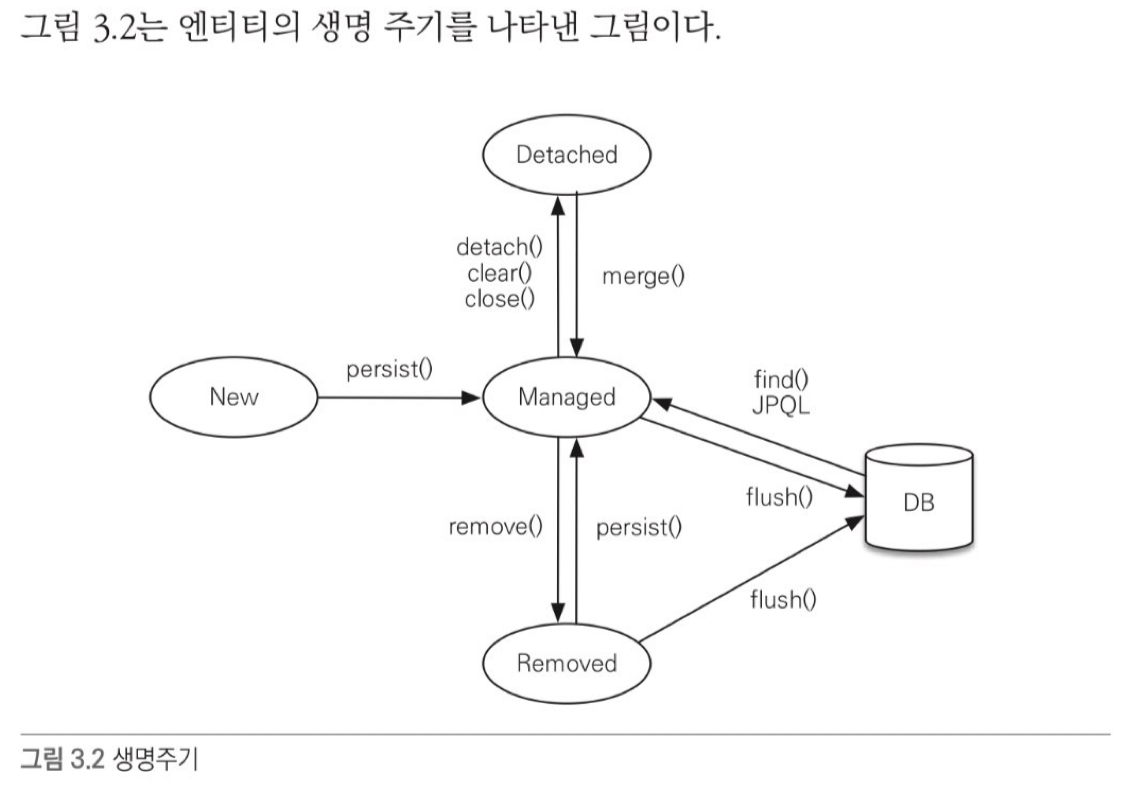 그림 3.2는 엔티티의 생명 주기를 나타낸 그림이다.
Detached
detach()
clear()
close()
merge()
New
persist()
Managed
find()
JPQL
flush()
DB
remove()
persist()
flush()
Removed
그림 3.2 생명주기